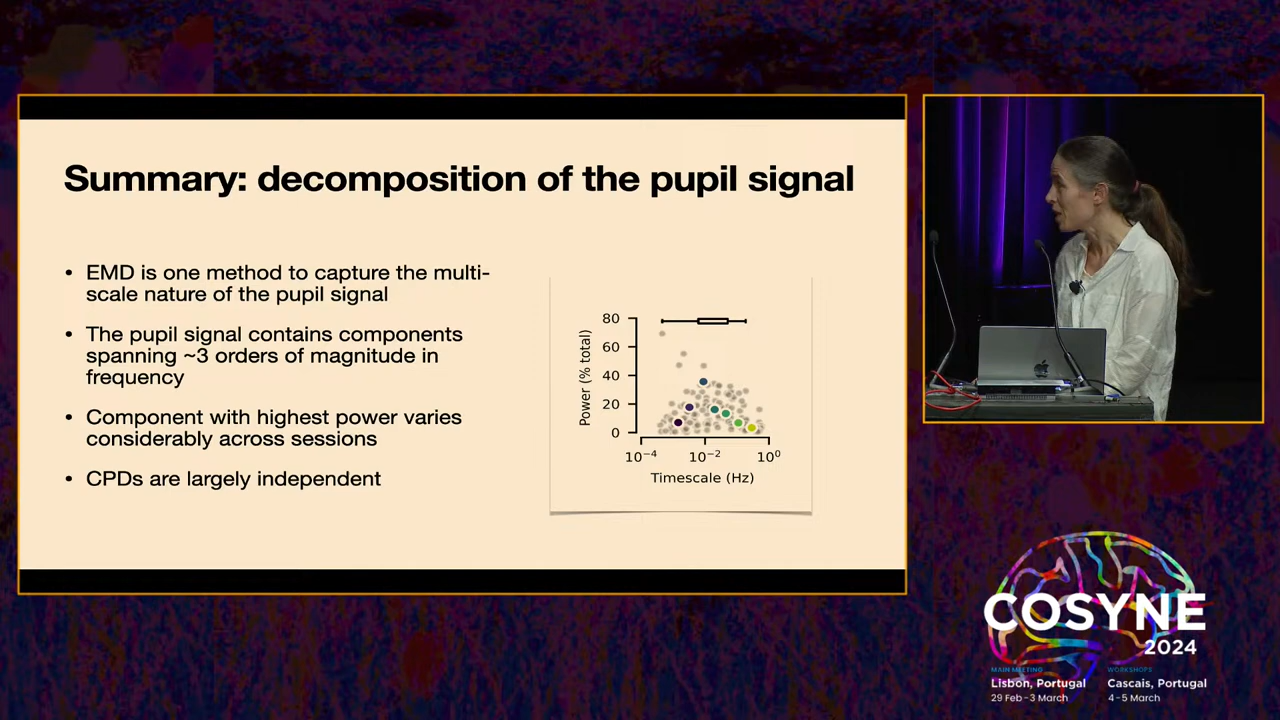 Summary: decomposition of the pupil signal
• EMD is one method to capture the multi-
scale nature of the pupil signal
• The pupil signal contains components
spanning ~3 orders of magnitude in
frequency
• Component with highest power varies
considerably across sessions
• CPDs are largely independent
Power (% total)
80
60
40
20
0
10⁻⁴ 10⁻² 10⁰
Timescale (Hz)
COSYNE
2024
MAIN MEETING
Lisbon, Portugal
29 Feb - 3 March
WORKSHOPS
Cascais, Portugal
4 - 5 March